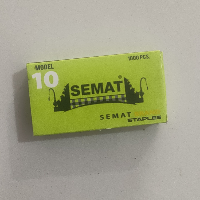 MODEL 1000 PCS.
10
SEMAT®
SEMAT
STAPLES